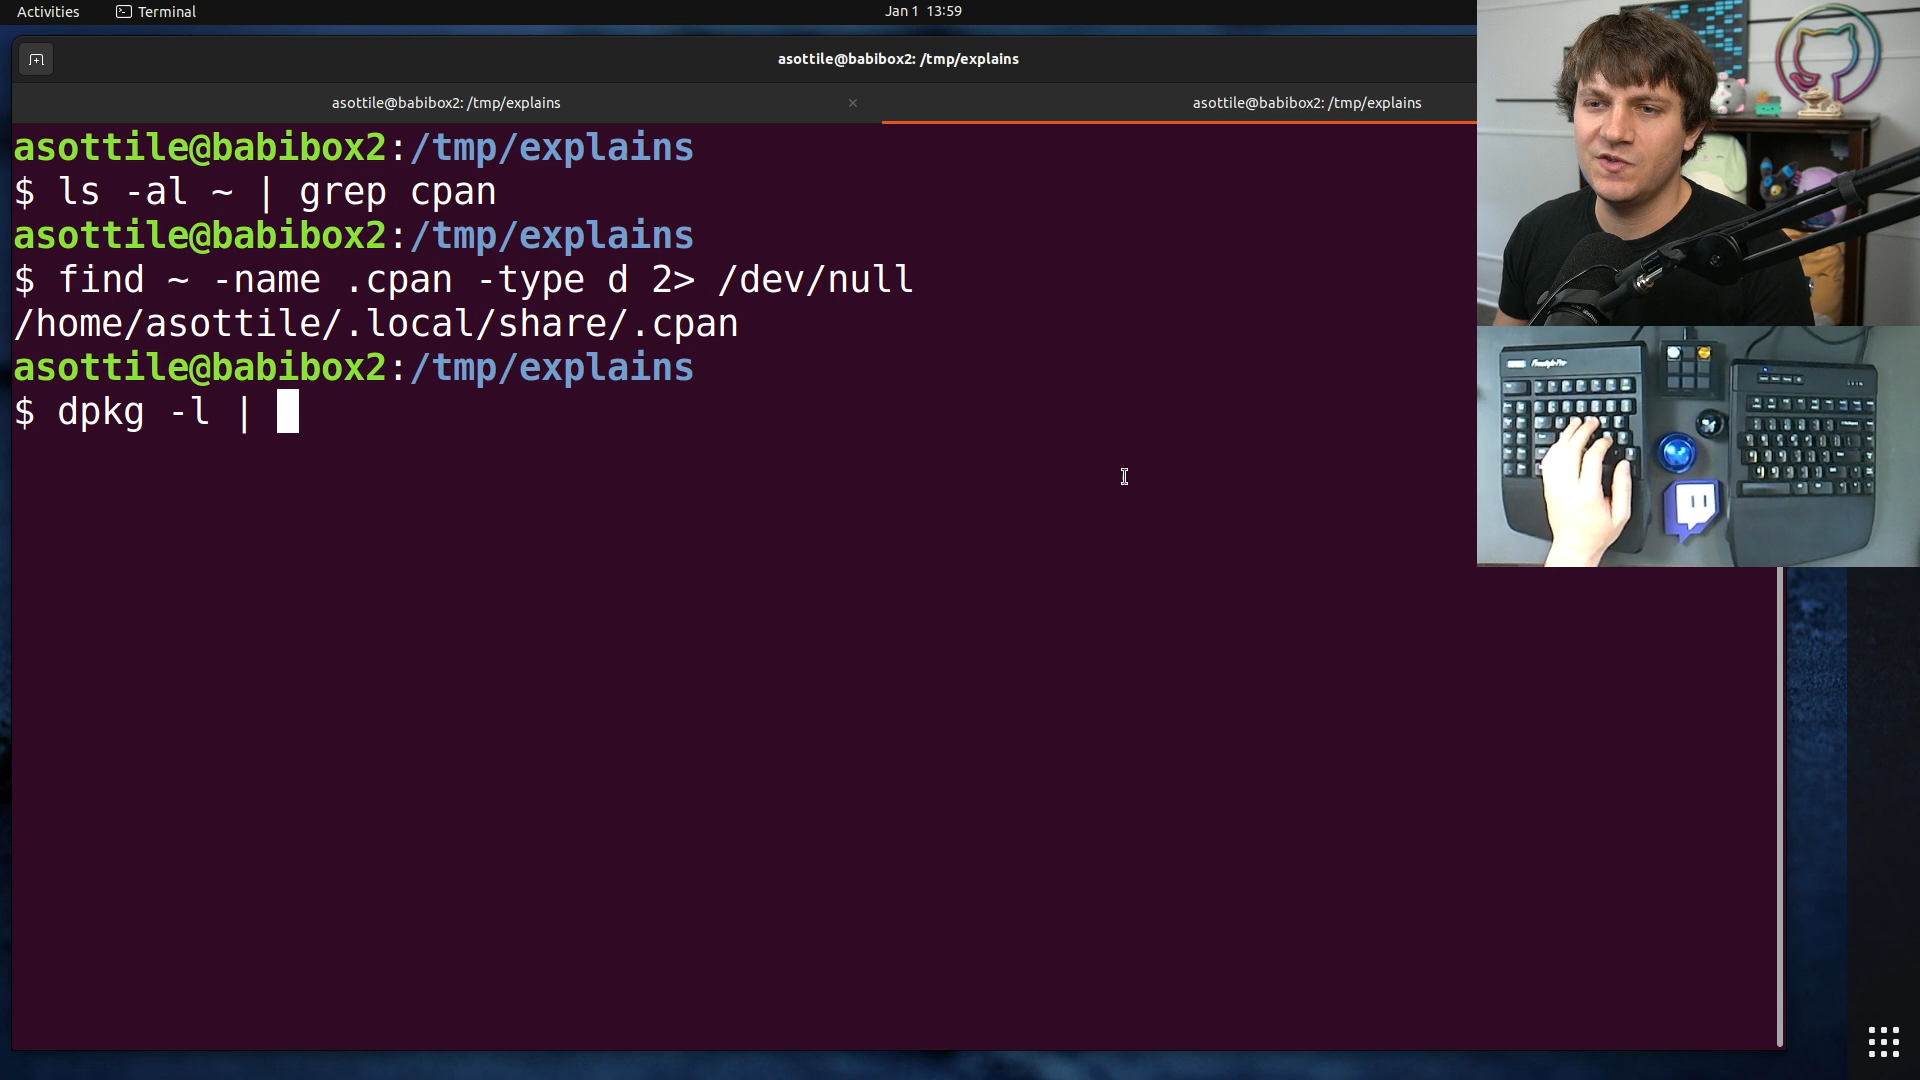 Activities Terminal Jan 1 13:59
asottile@babibox2: /tmp/explains
asottile@babibox2: /tmp/explains × asottile@babibox2: /tmp/explains
asottile@babibox2:/tmp/explains
$ ls -al ~ | grep cpan
asottile@babibox2:/tmp/explains
$ find ~ -name .cpan -type d 2> /dev/null
/home/asottile/.local/share/.cpan
asottile@babibox2:/tmp/explains
$ dpkg -l |